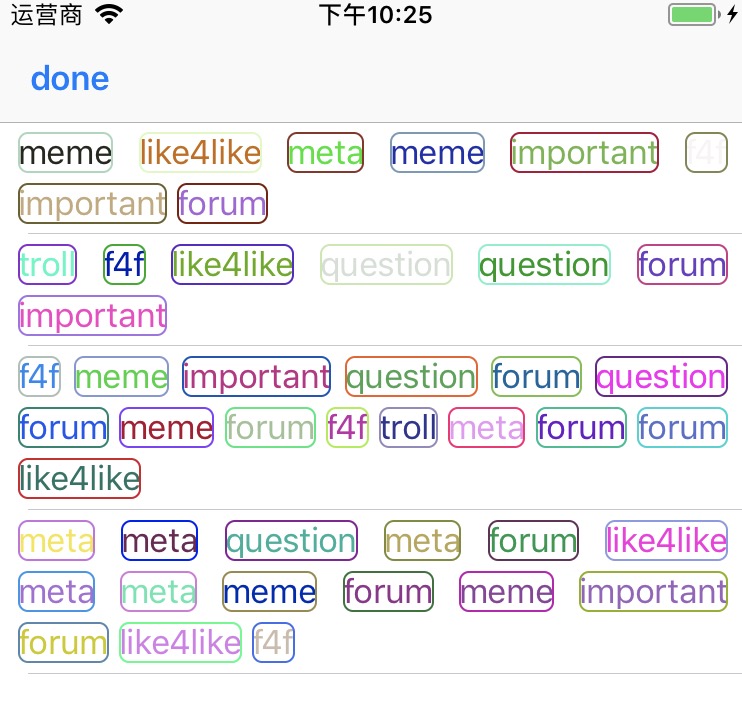 运营商 下午10:25
done
meme like4like meta meme important f4f
important forum
troll f4f like4like question question forum
important
f4f meme important question forum question
forum meme forum f4f troll meta forum forum
like4like
meta meta question meta forum like4like
meta meta meme forum meme important
forum like4like f4f